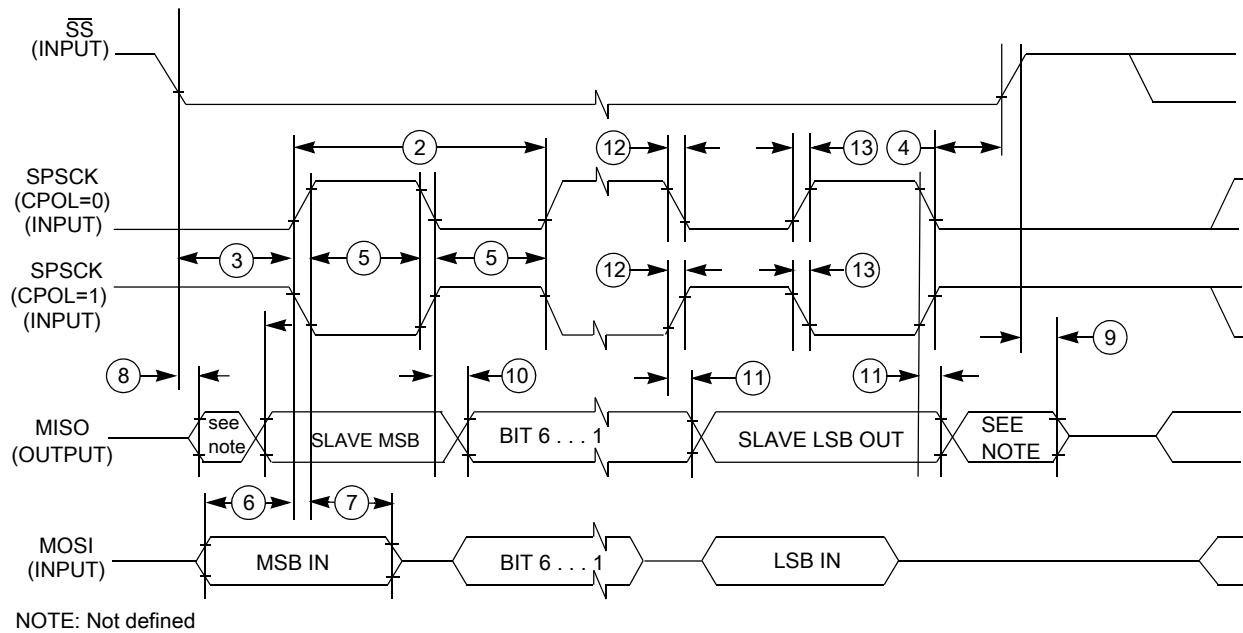 SS
(INPUT)
2
12
13
4
SPSCK
(CPOL=0)
(INPUT)
3
5
5
12
13
SPSCK
(CPOL=1)
(INPUT)
8
10
11
11
9
MISO
(OUTPUT)
see
note
SLAVE MSB
BIT 6 . . . 1
SLAVE LSB OUT
SEE
NOTE
6
7
MOSI
(INPUT)
MSB IN
BIT 6 . . . 1
LSB IN
NOTE: Not defined